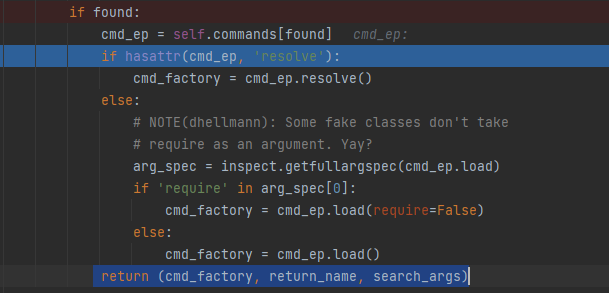 if found:
    cmd_ep = self.commands[found]   cmd_ep:
    if hasattr(cmd_ep, 'resolve'):
        cmd_factory = cmd_ep.resolve()
    else:
        # NOTE(dhellmann): Some fake classes don't take
        # require as an argument. Yay?
        arg_spec = inspect.getfullargspec(cmd_ep.load)
        if 'require' in arg_spec[0]:
            cmd_factory = cmd_ep.load(require=False)
        else:
            cmd_factory = cmd_ep.load()
    return (cmd_factory, return_name, search_args)